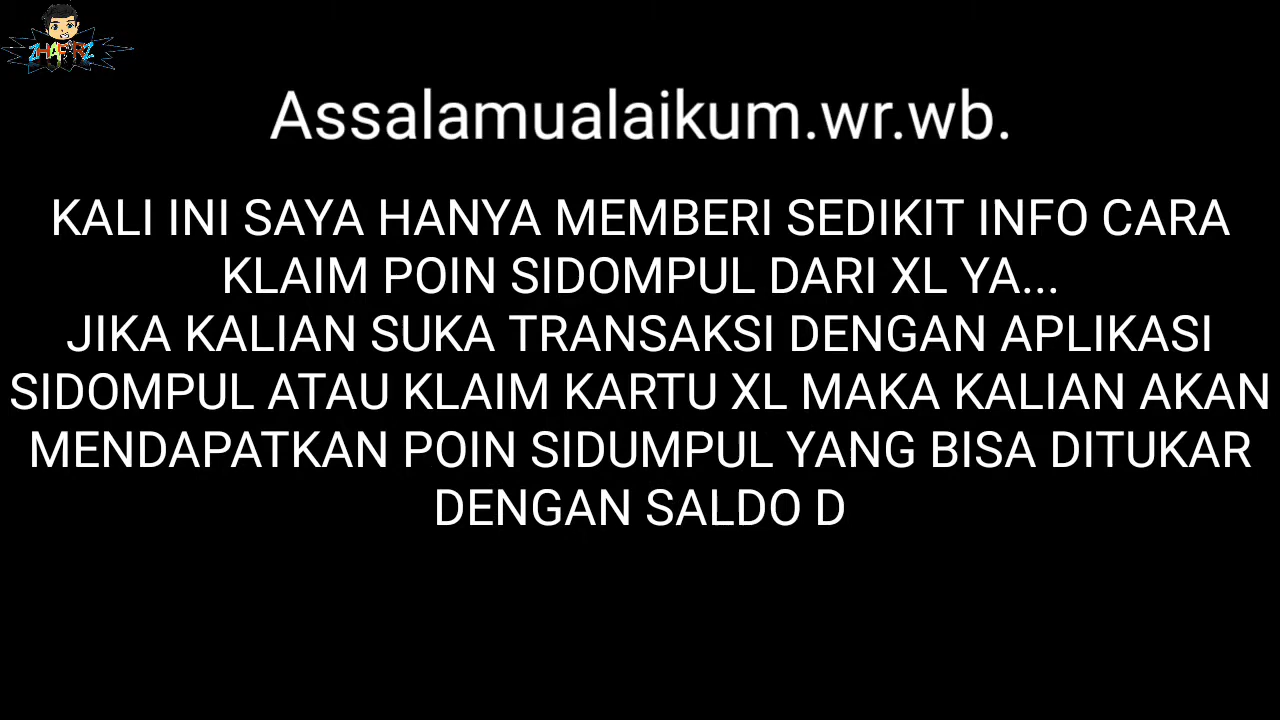 ZHAFRZ
Assalamualaikum.wr.wb.
KALI INI SAYA HANYA MEMBERI SEDIKIT INFO CARA
KLAIM POIN SIDOMPUL DARI XL YA...
JIKA KALIAN SUKA TRANSAKSI DENGAN APLIKASI
SIDOMPUL ATAU KLAIM KARTU XL MAKA KALIAN AKAN
MENDAPATKAN POIN SIDUMPUL YANG BISA DITUKAR
DENGAN SALDO D